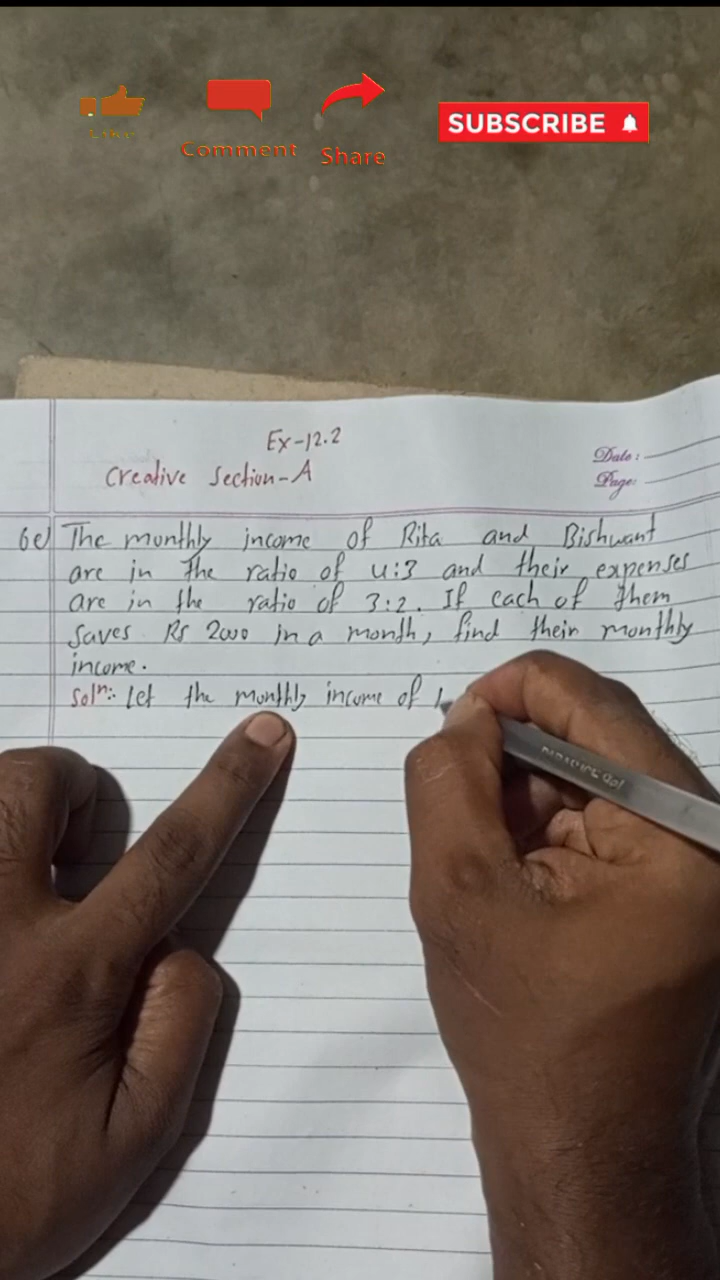 LIKE
Comment
Share
SUBSCRIBE
Ex-12.2
Date:
Creative Section-A
Page:
6e) The monthly income of Rita and Bishwant
are in the ratio of 4:3 and their expenses
are in the ratio of 3:2. If each of them
saves Rs 2000 in a month, find their monthly
income.
Solⁿ: Let the monthly income of